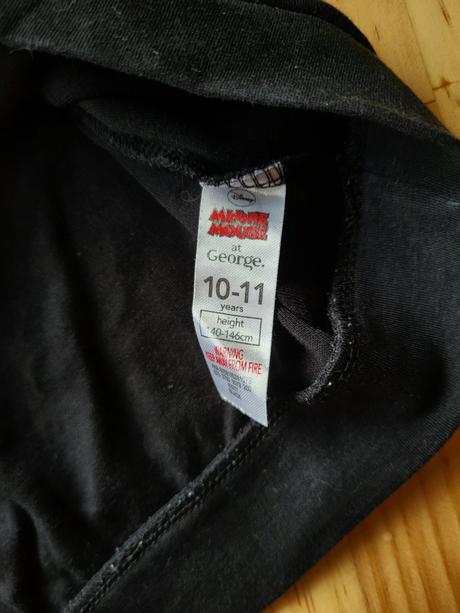 Disney
MINNIE
MOUSE
at
George.
10-11
years
height
140-146cm
WARNING
KEEP AWAY FROM FIRE